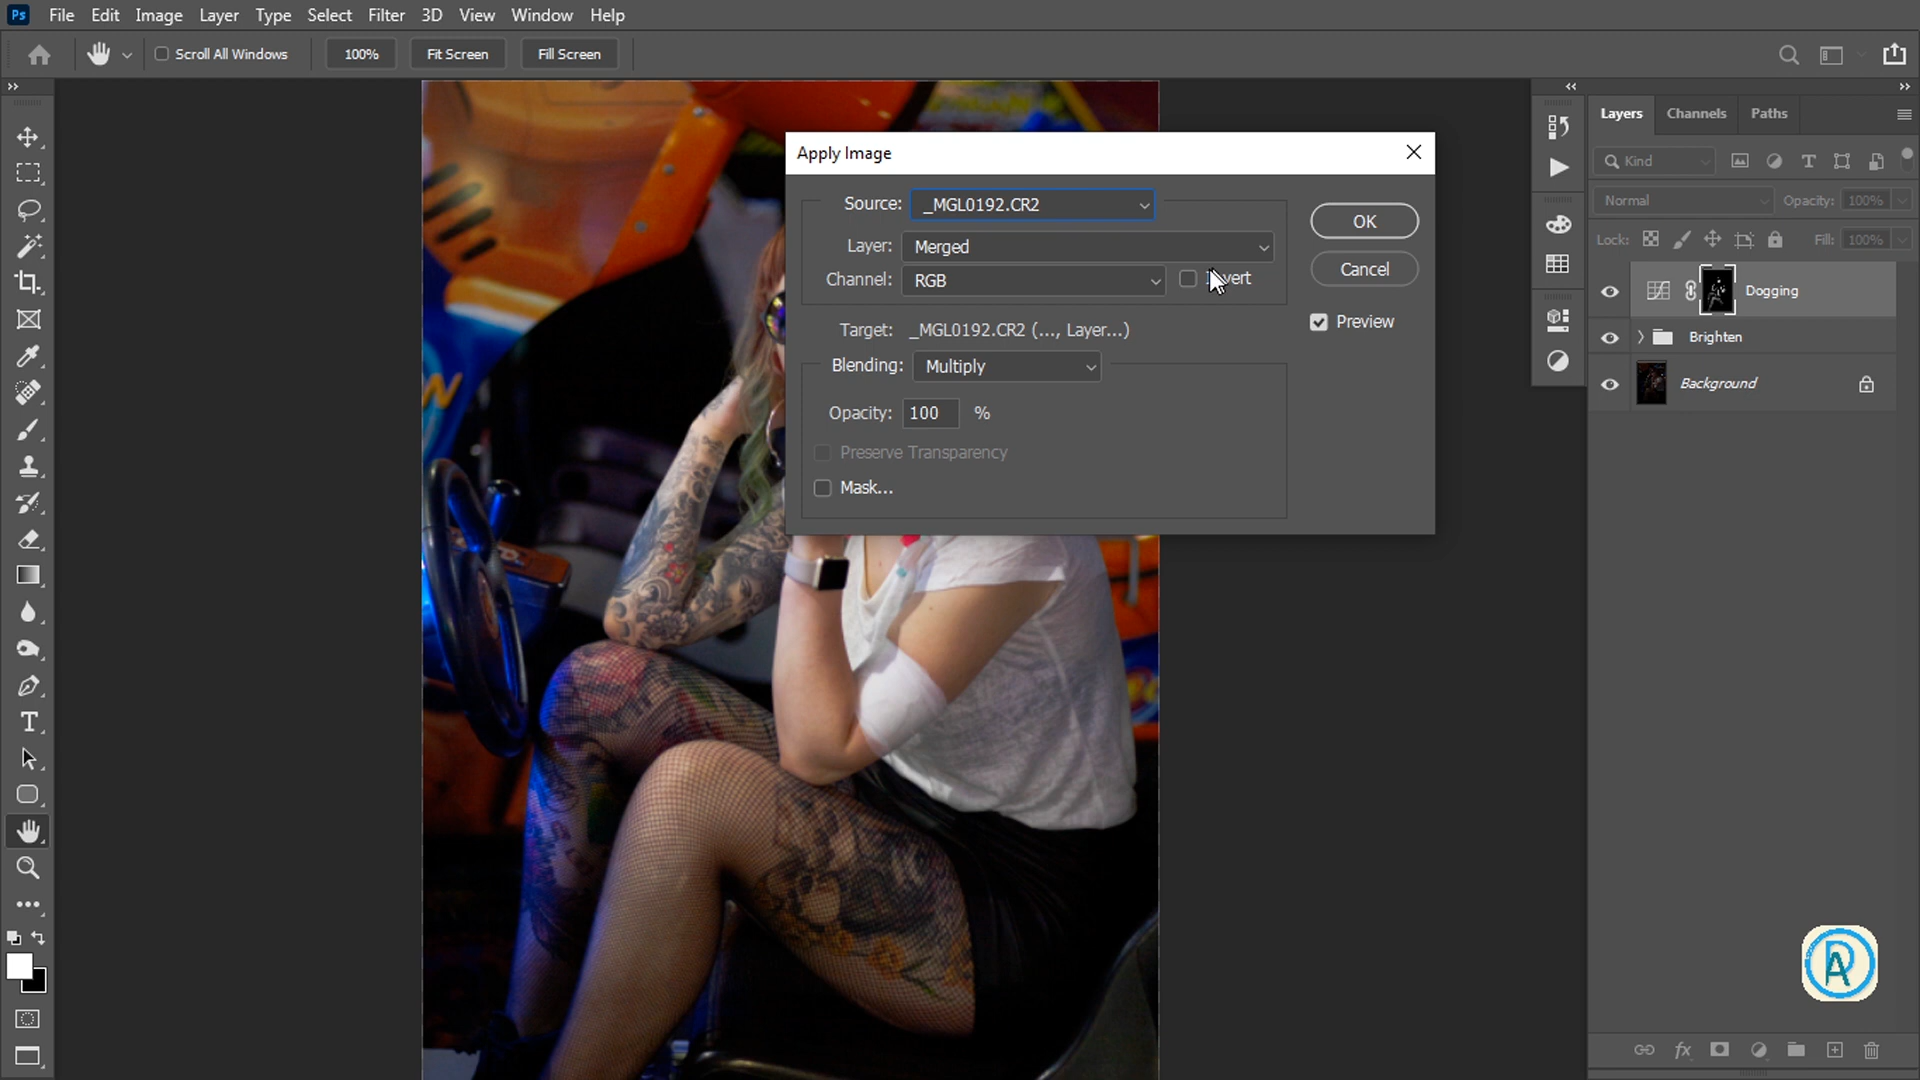 Ps File Edit Image Layer Type Select Filter 3D View Window Help
Scroll All Windows 100% Fit Screen Fill Screen
Layers Channels Paths
Apply Image
Kind
Source: _MGL0192.CR2
OK
Normal Opacity: 100%
Layer: Merged
Lock: Fill: 100%
Channel: RGB
Cancel
Dogging
Target: _MGL0192.CR2 (..., Layer...)
Preview
Brighten
Blending: Multiply
Background
Opacity: 100 %
Preserve Transparency
Mask...